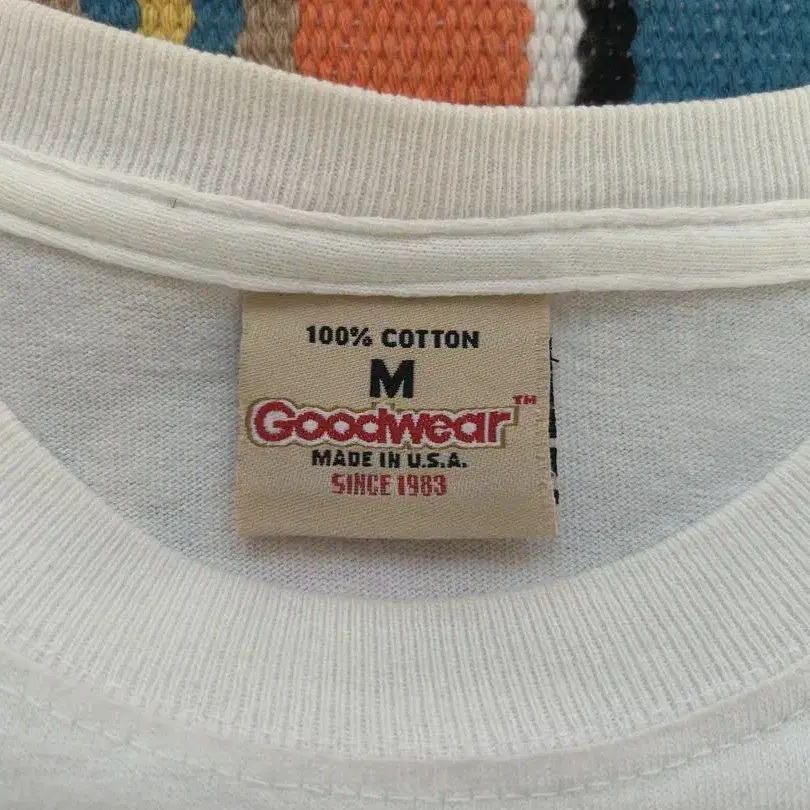 100% COTTON
M
Goodwear™
MADE IN U.S.A.
SINCE 1983